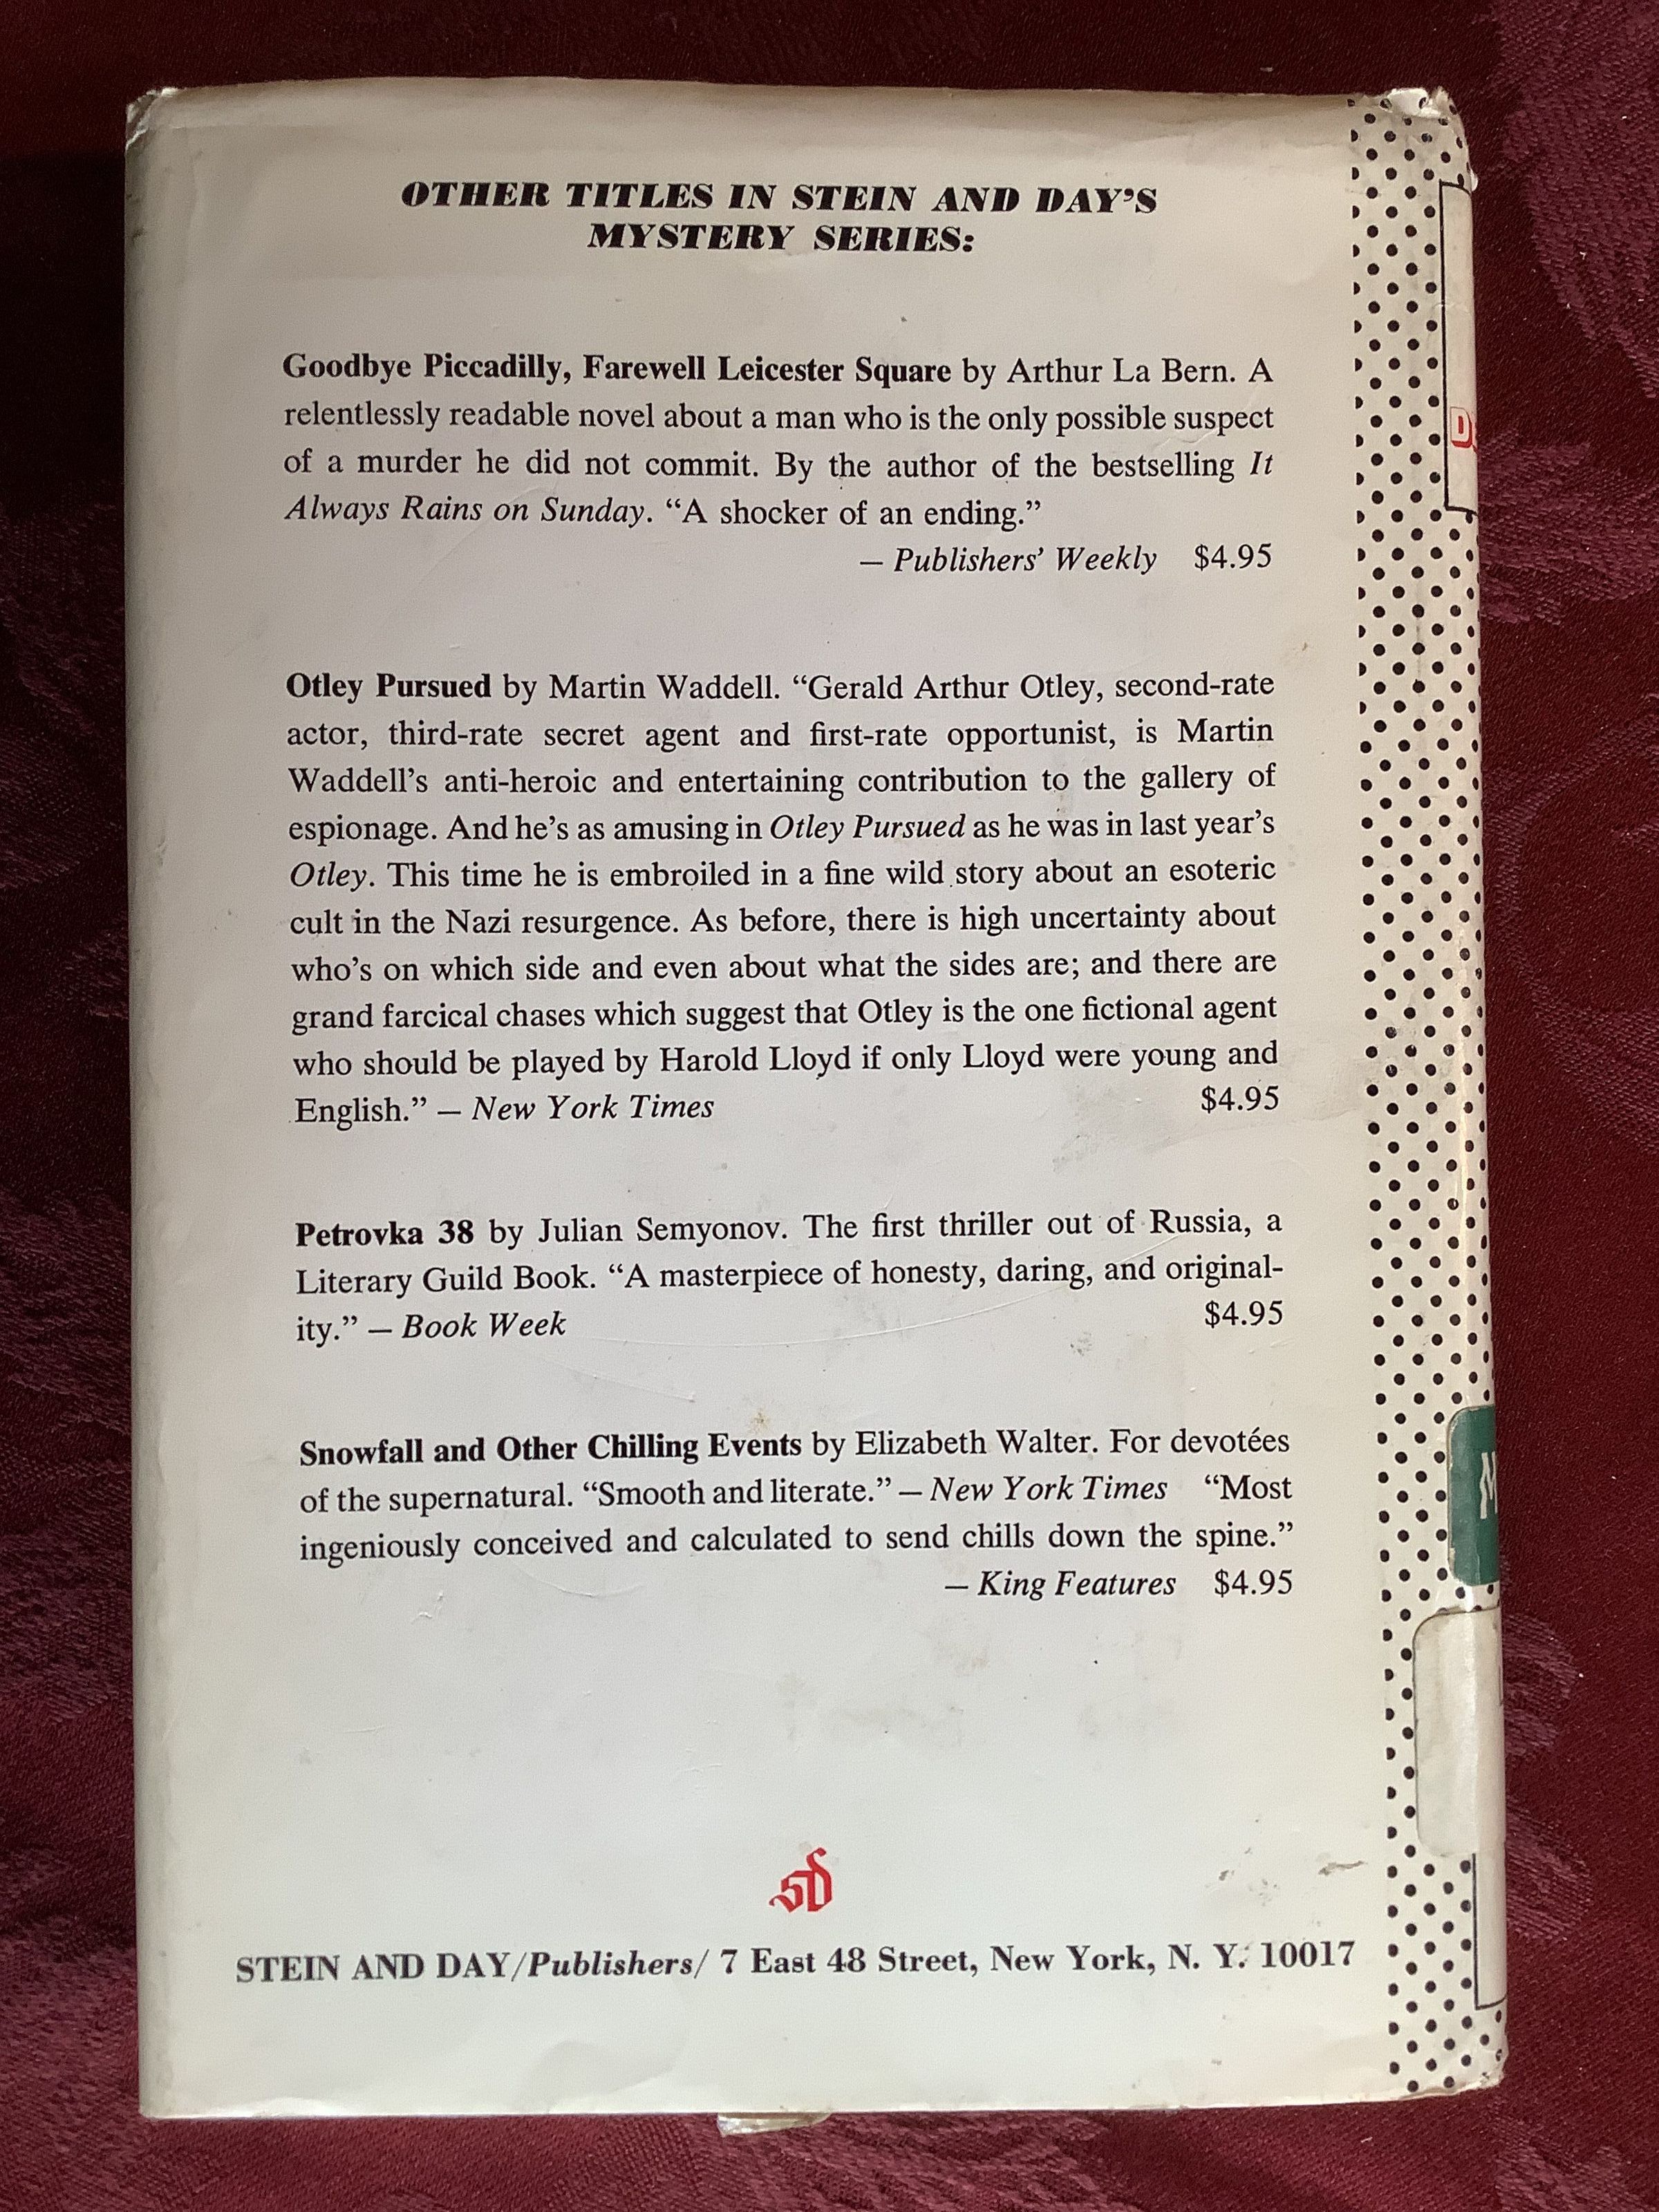 OTHER TITLES IN STEIN AND DAY'S
MYSTERY SERIES:
Goodbye Piccadilly, Farewell Leicester Square by Arthur La Bern. A
relentlessly readable novel about a man who is the only possible suspect
of a murder he did not commit. By the author of the bestselling It
Always Rains on Sunday. “A shocker of an ending.”
— Publishers’ Weekly $4.95
Otley Pursued by Martin Waddell. “Gerald Arthur Otley, second-rate
actor, third-rate secret agent and first-rate opportunist, is Martin
Waddell’s anti-heroic and entertaining contribution to the gallery of
espionage. And he’s as amusing in Otley Pursued as he was in last year’s
Otley. This time he is embroiled in a fine wild story about an esoteric
cult in the Nazi resurgence. As before, there is high uncertainty about
who’s on which side and even about what the sides are; and there are
grand farcical chases which suggest that Otley is the one fictional agent
who should be played by Harold Lloyd if only Lloyd were young and
English.” — New York Times $4.95
Petrovka 38 by Julian Semyonov. The first thriller out of Russia, a
Literary Guild Book. “A masterpiece of honesty, daring, and original-
ity.” — Book Week $4.95
Snowfall and Other Chilling Events by Elizabeth Walter. For devotées
of the supernatural. “Smooth and literate.” — New York Times “Most
ingeniously conceived and calculated to send chills down the spine.”
— King Features $4.95
sd
STEIN AND DAY/Publishers/ 7 East 48 Street, New York, N. Y. 10017
D